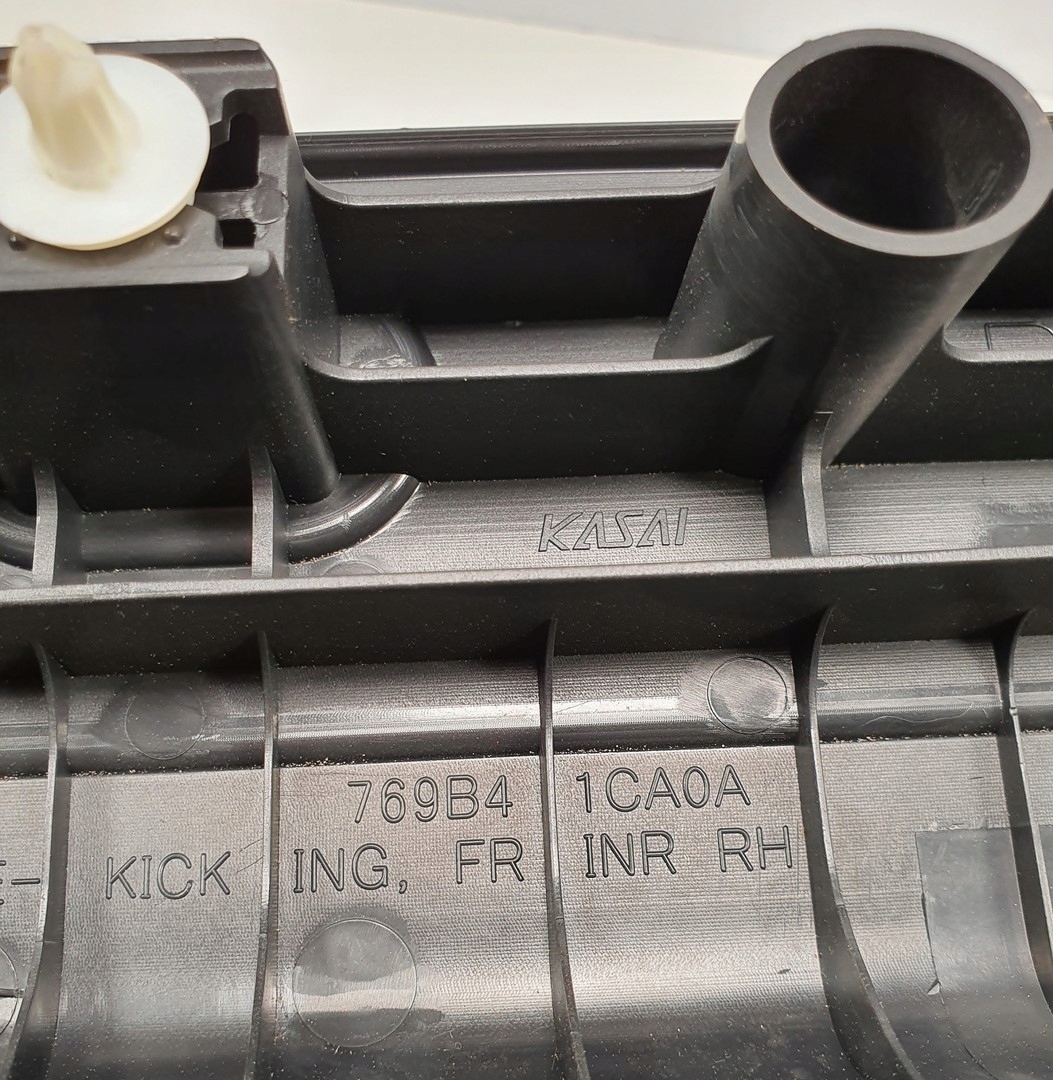 KASAI
769B4 1CA0A
KICK ING, FR INR RH